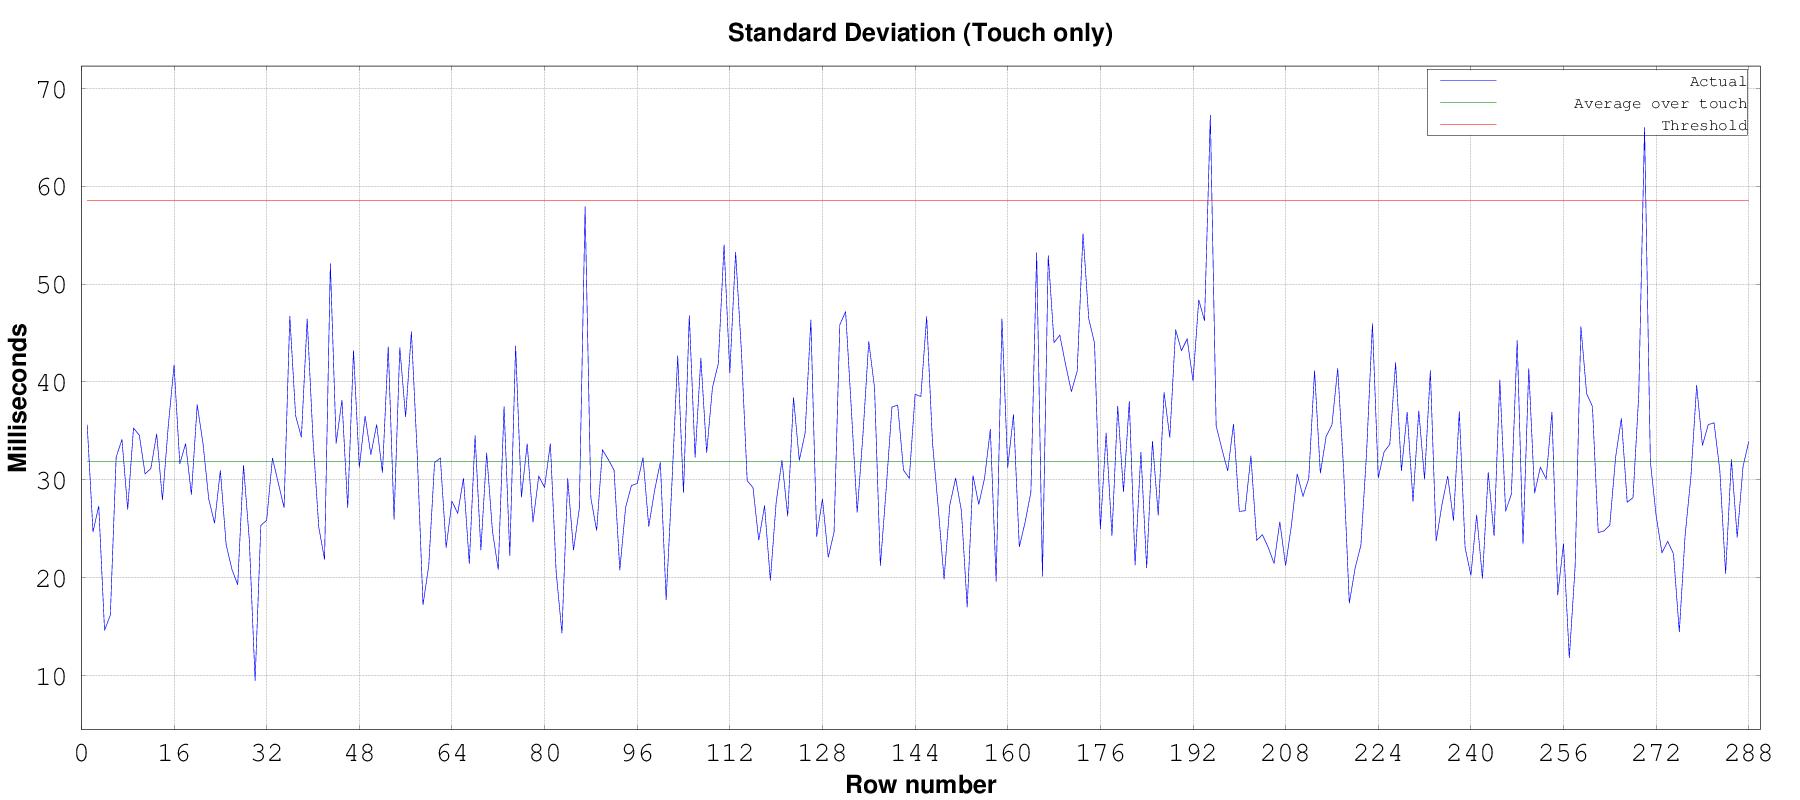 Standard Deviation (Touch only)
Actual
Average over touch
Threshold
70
60
50
40
30
20
10
Milliseconds
0 16 32 48 64 80 96 112 128 144 160 176 192 208 224 240 256 272 288
Row number